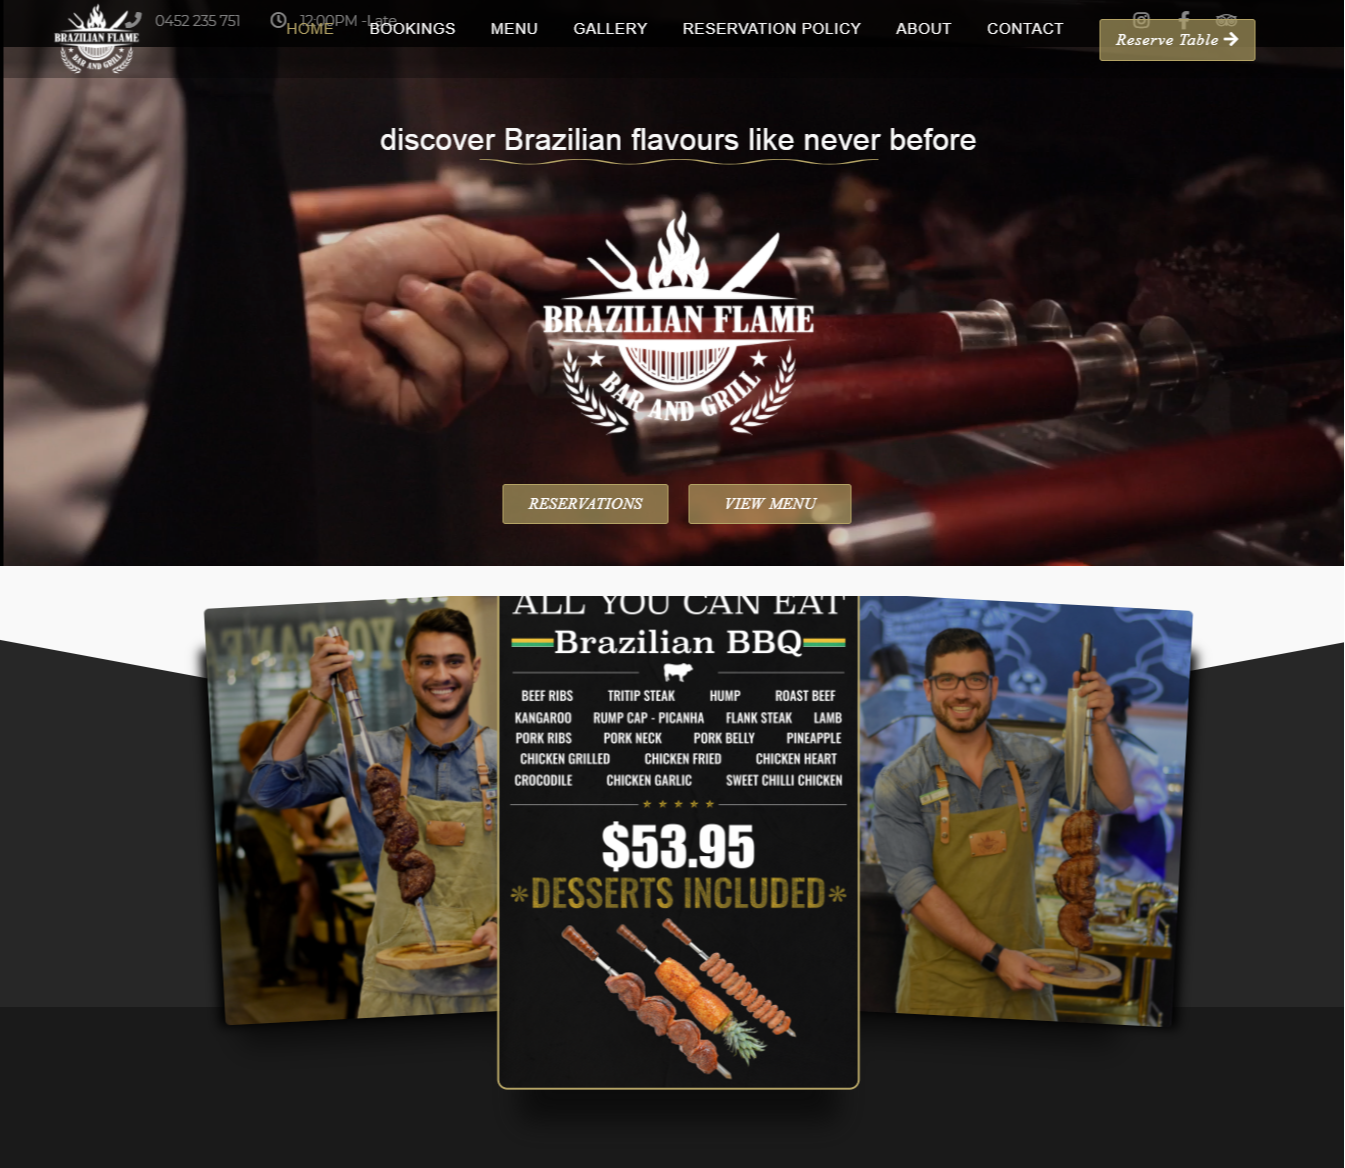 0452 235 751
12:00PM -Late
BRAZILIAN FLAME
BAR AND GRILL
HOME
BOOKINGS
MENU
GALLERY
RESERVATION POLICY
ABOUT
CONTACT
Reserve Table
discover Brazilian flavours like never before
BRAZILIAN FLAME
BAR AND GRILL
RESERVATIONS
VIEW MENU
ALL YOU CAN EAT
Brazilian BBQ
BEEF RIBS TRITIP STEAK HUMP ROAST BEEF
KANGAROO RUMP CAP - PICANHA FLANK STEAK LAMB
PORK RIBS PORK NECK PORK BELLY PINEAPPLE
CHICKEN GRILLED CHICKEN FRIED CHICKEN HEART
CROCODILE CHICKEN GARLIC SWEET CHILLI CHICKEN
$53.95
*DESSERTS INCLUDED*